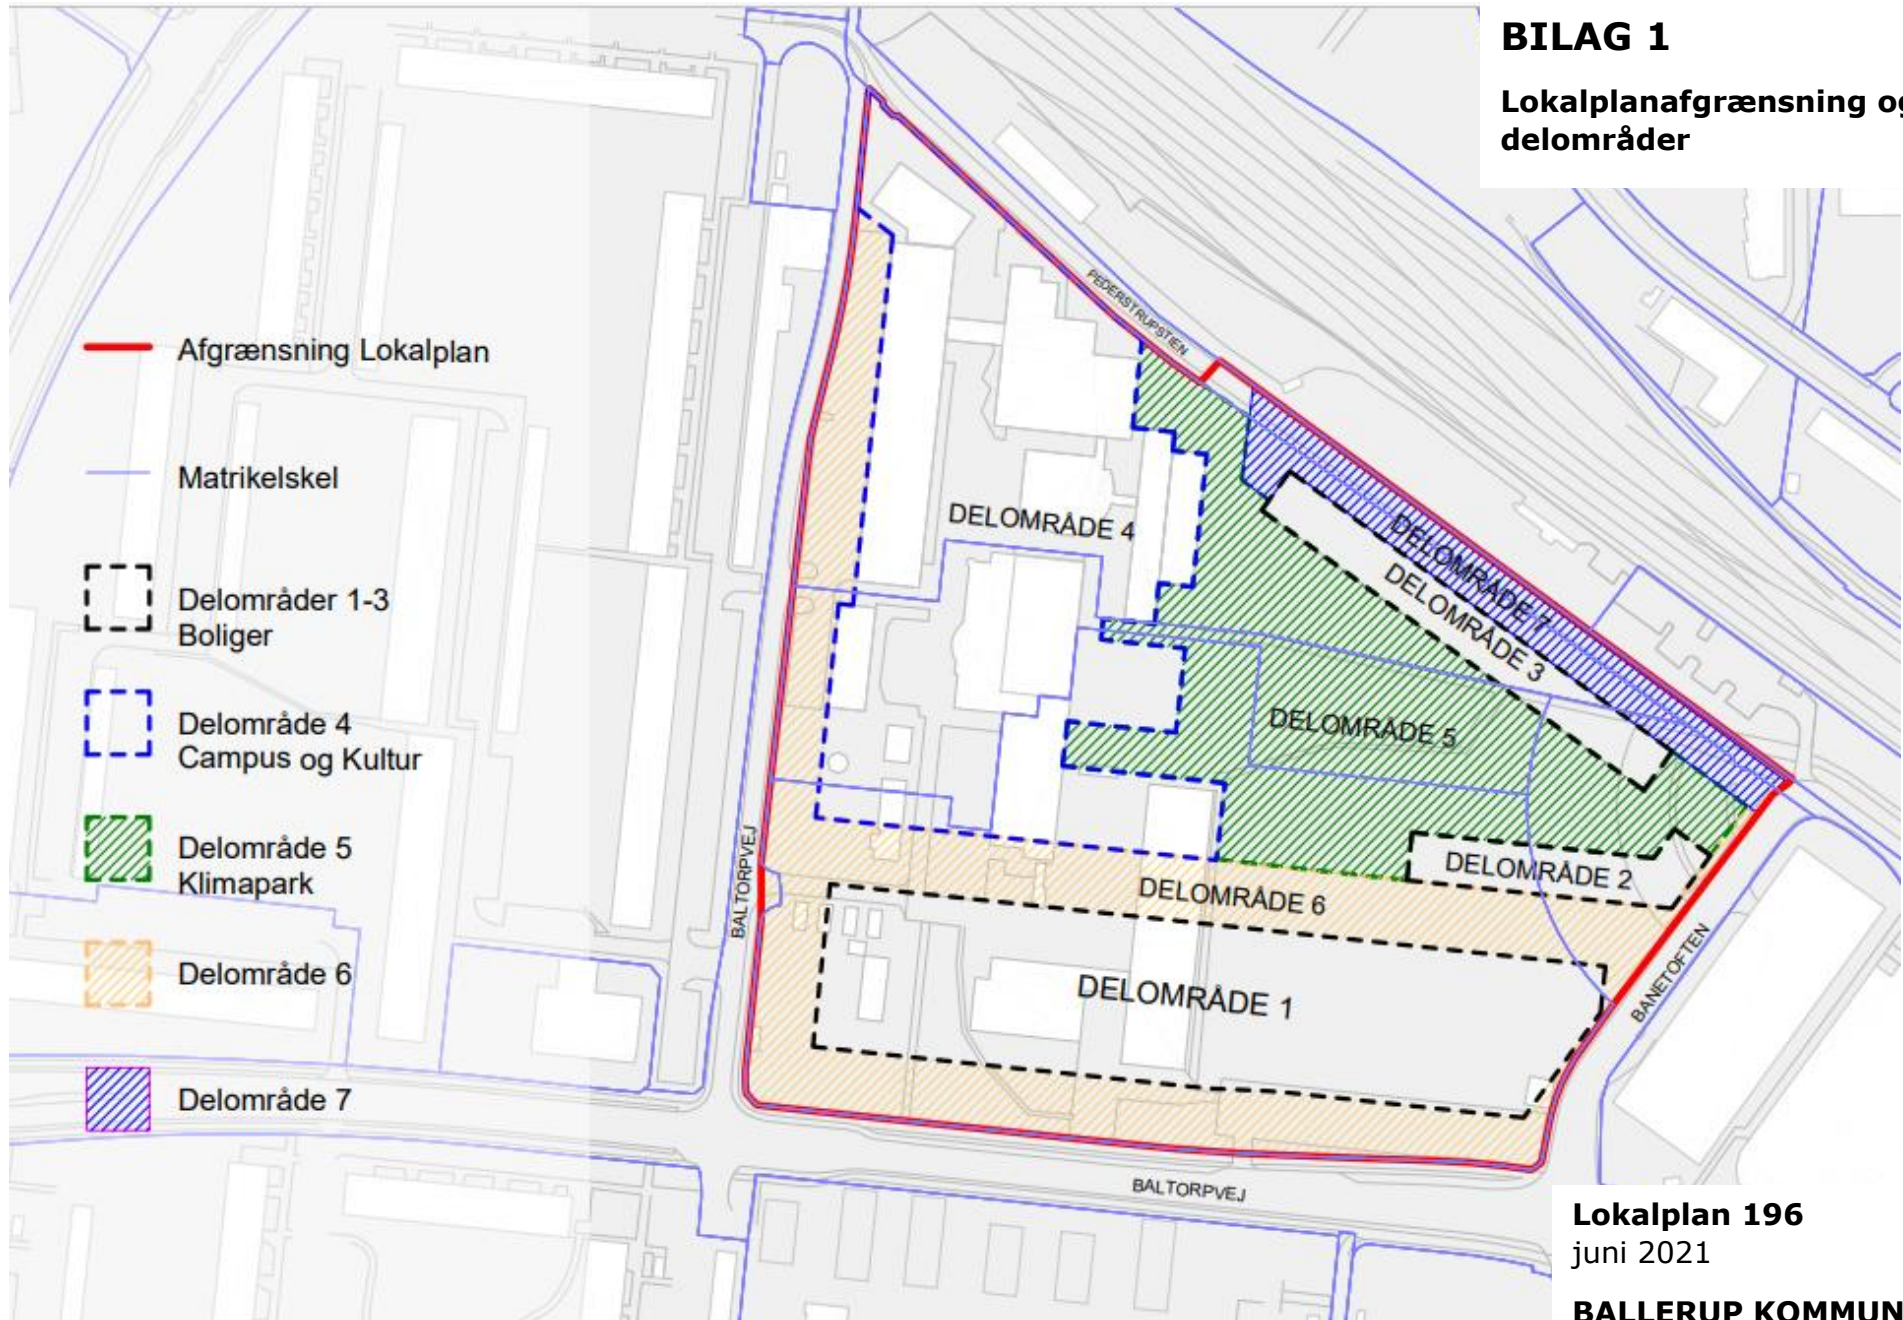 BILAG 1
Lokalplanafgrænsning og
delområder
Afgrænsning Lokalplan
Matrikelskel
Delområder 1-3
Boliger
Delområde 4
Campus og Kultur
Delområde 5
Klimapark
Delområde 6
Delområde 7
PEDERSTRUPSTIEN
DELOMRÅDE 4
DELOMRÅDE 7
DELOMRÅDE 3
DELOMRÅDE 5
DELOMRÅDE 2
DELOMRÅDE 6
DELOMRÅDE 1
BALTORPVEJ
BANETOFTEN
BALTORPVEJ
Lokalplan 196
juni 2021
BALLERUP KOMMUN